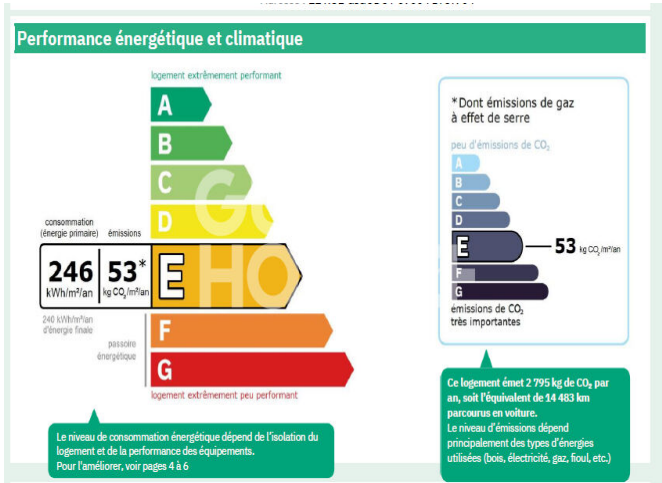 Performance énergétique et climatique
logement extrêmement performant
A
B
C
D
consommation
(énergie primaire)
émissions
246
kWh/m²/an
53*
kg CO₂/m²/an
E
240 kWh/m²/an
d'énergie finale
passoire
énergétique
F
G
logement extrêmement peu performant
Le niveau de consommation énergétique dépend de l'isolation du
logement et de la performance des équipements.
Pour l'améliorer, voir pages 4 à 6
*Dont émissions de gaz
à effet de serre
peu d'émissions de CO₂
A
B
C
D
E
53 kg CO₂/m²/an
F
G
émissions de CO₂
très importantes
Ce logement émet 2 795 kg de CO₂ par
an, soit l'équivalent de 14 483 km
parcourus en voiture.
Le niveau d'émissions dépend
principalement des types d'énergies
utilisées (bois, électricité, gaz, fioul, etc.)